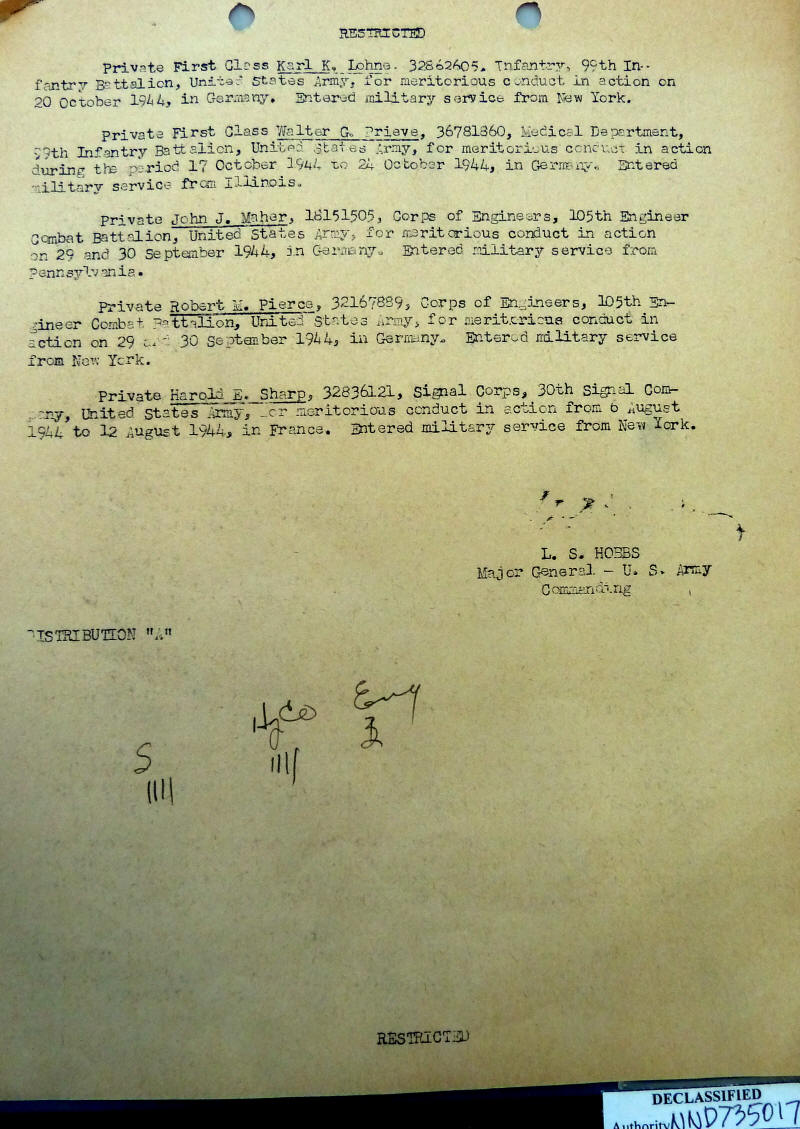 RESTRICTED
Private First Class Karl K. Lohne. 32862605. Infantry, 99th In-
fantry Battalion, United States Army, for meritorious conduct in action on
20 October 1944, in Germany. Entered military service from New York.
Private First Class Walter G. Prieve, 36781860, Medical Department,
99th Infantry Battalion, United States Army, for meritorious conduct in action
during the period 17 October 1944 to 24 October 1944, in Germany. Entered
military service from Illinois.
Private John J. Maher, 18151505, Corps of Engineers, 105th Engineer
Combat Battalion, United States Army, for meritorious conduct in action
on 29 and 30 September 1944, in Germany. Entered military service from
Pennsylvania.
Private Robert M. Pierce, 32167889, Corps of Engineers, 105th En-
gineer Combat Battalion, United States Army, for meritorious conduct in
action on 29 and 30 September 1944, in Germany. Entered military service
from New York.
Private Harold E. Sharp, 32836121, Signal Corps, 30th Signal Com-
pany, United States Army, for meritorious conduct in action from 6 August
1944 to 12 August 1944, in France. Entered military service from New York.
L. S. HOBBS
Major General - U. S. Army
Commanding
DISTRIBUTION "A"
S
RESTRICTED
DECLASSIFIED
Authority NND735017